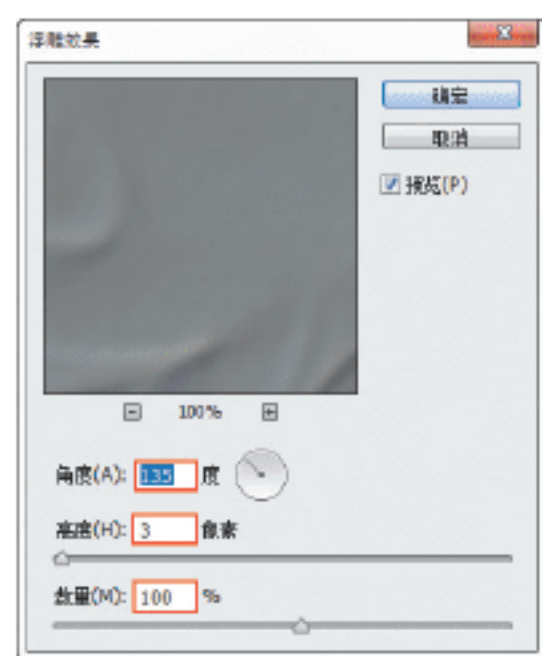 浮雕效果
确定
取消
预览(P)
100%
角度(A): 135 度
高度(H): 3 像素
数量(M): 100 %